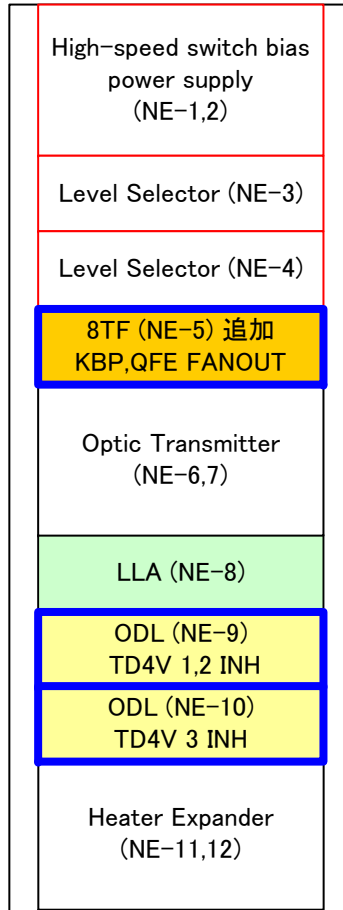 High-speed switch bias
power supply
(NE-1,2)
Level Selector (NE-3)
Level Selector (NE-4)
8TF (NE-5) 追加
KBP,QFE FANOUT
Optic Transmitter
(NE-6,7)
LLA (NE-8)
ODL (NE-9)
TD4V 1,2 INH
ODL (NE-10)
TD4V 3 INH
Heater Expander
(NE-11,12)